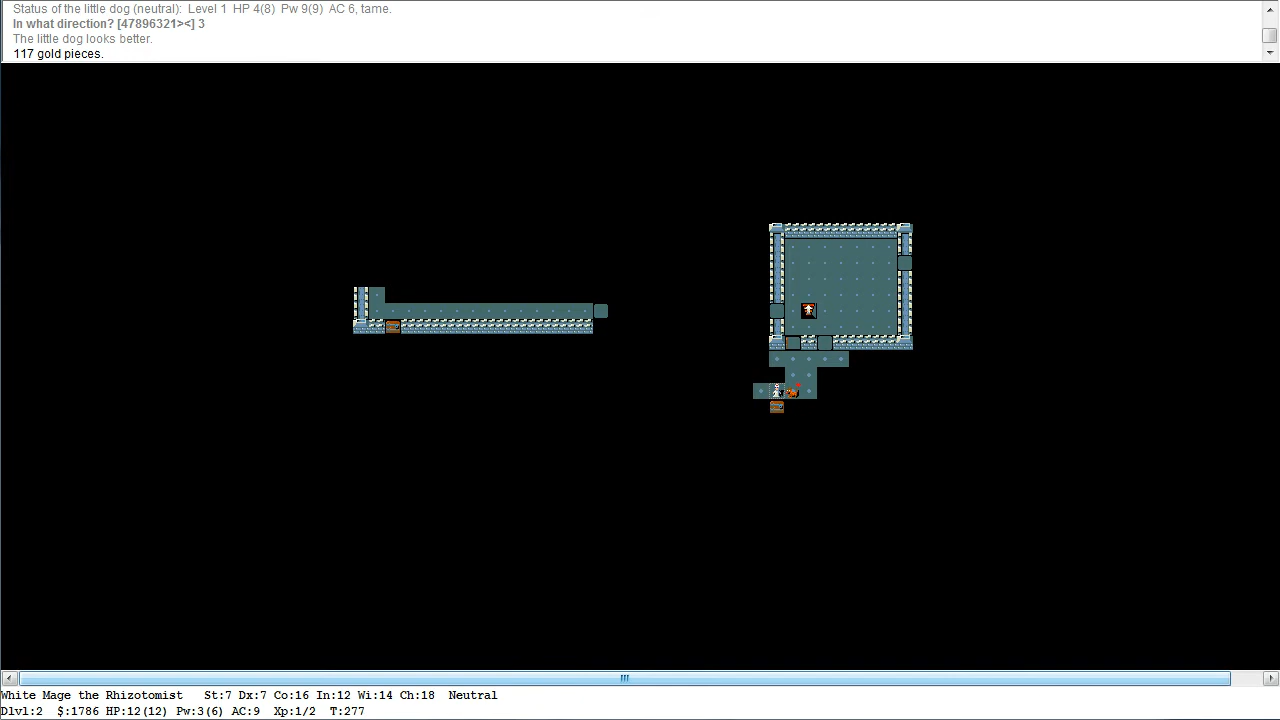 Status of the little dog (neutral): Level 1 HP 4(8) Pw 9(9) AC 6, tame.
In what direction? [47896321><] 3
The little dog looks better.
117 gold pieces.
White Mage the Rhizotomist St:7 Dx:7 Co:16 In:12 Wi:14 Ch:18 Neutral
Dlvl:2 $:1786 HP:12(12) Pw:3(6) AC:9 Xp:1/2 T:277